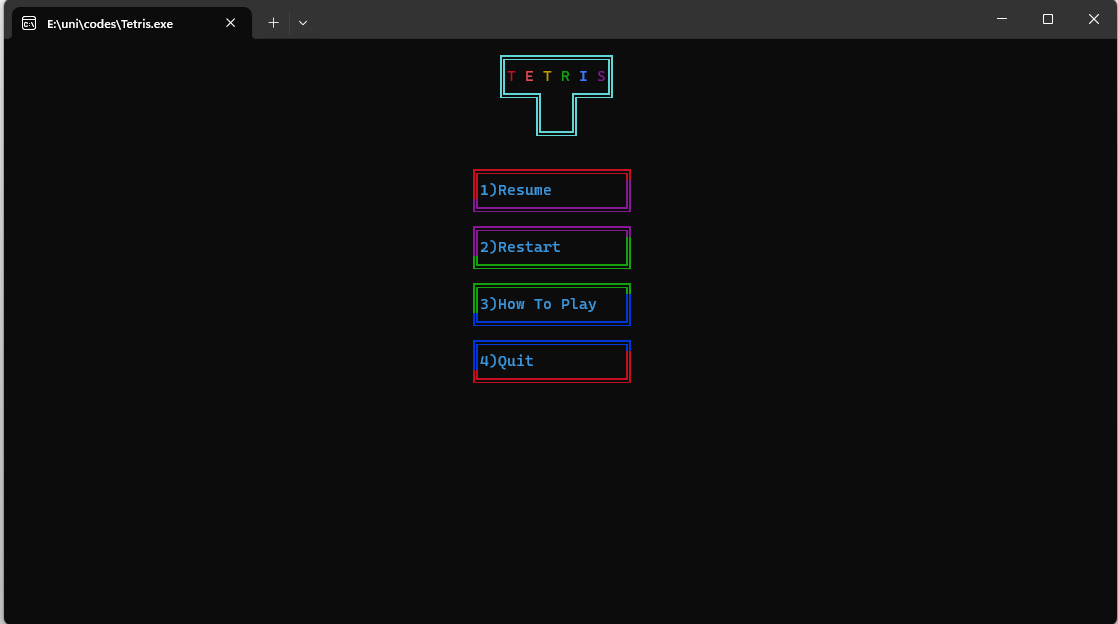 E:\uni\codes\Tetris.exe
T E T R I S
1)Resume
2)Restart
3)How To Play
4)Quit